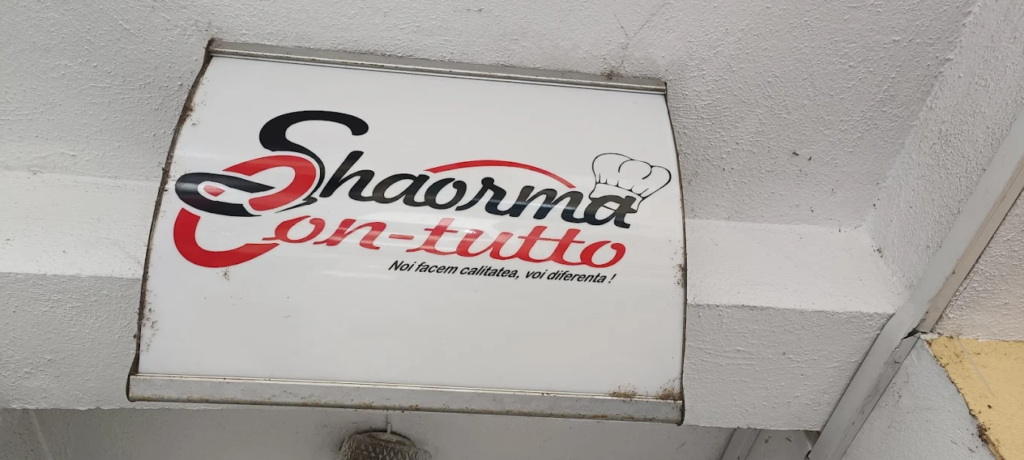 Shaorma
Con-tutto
Noi facem calitatea, voi diferenta !